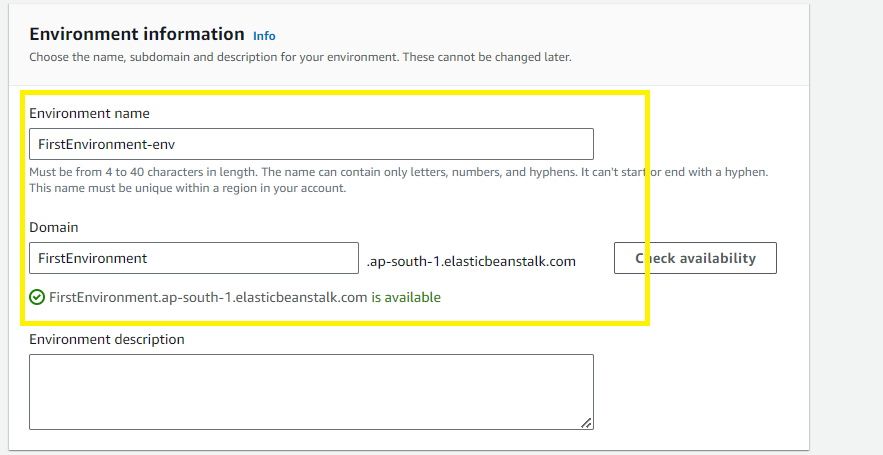 Environment information Info
Choose the name, subdomain and description for your environment. These cannot be changed later.
Environment name
FirstEnvironment-env
Must be from 4 to 40 characters in length. The name can contain only letters, numbers, and hyphens. It can't start or end with a hyphen.
This name must be unique within a region in your account.
Domain
FirstEnvironment .ap-south-1.elasticbeanstalk.com Check availability
FirstEnvironment.ap-south-1.elasticbeanstalk.com is available
Environment description